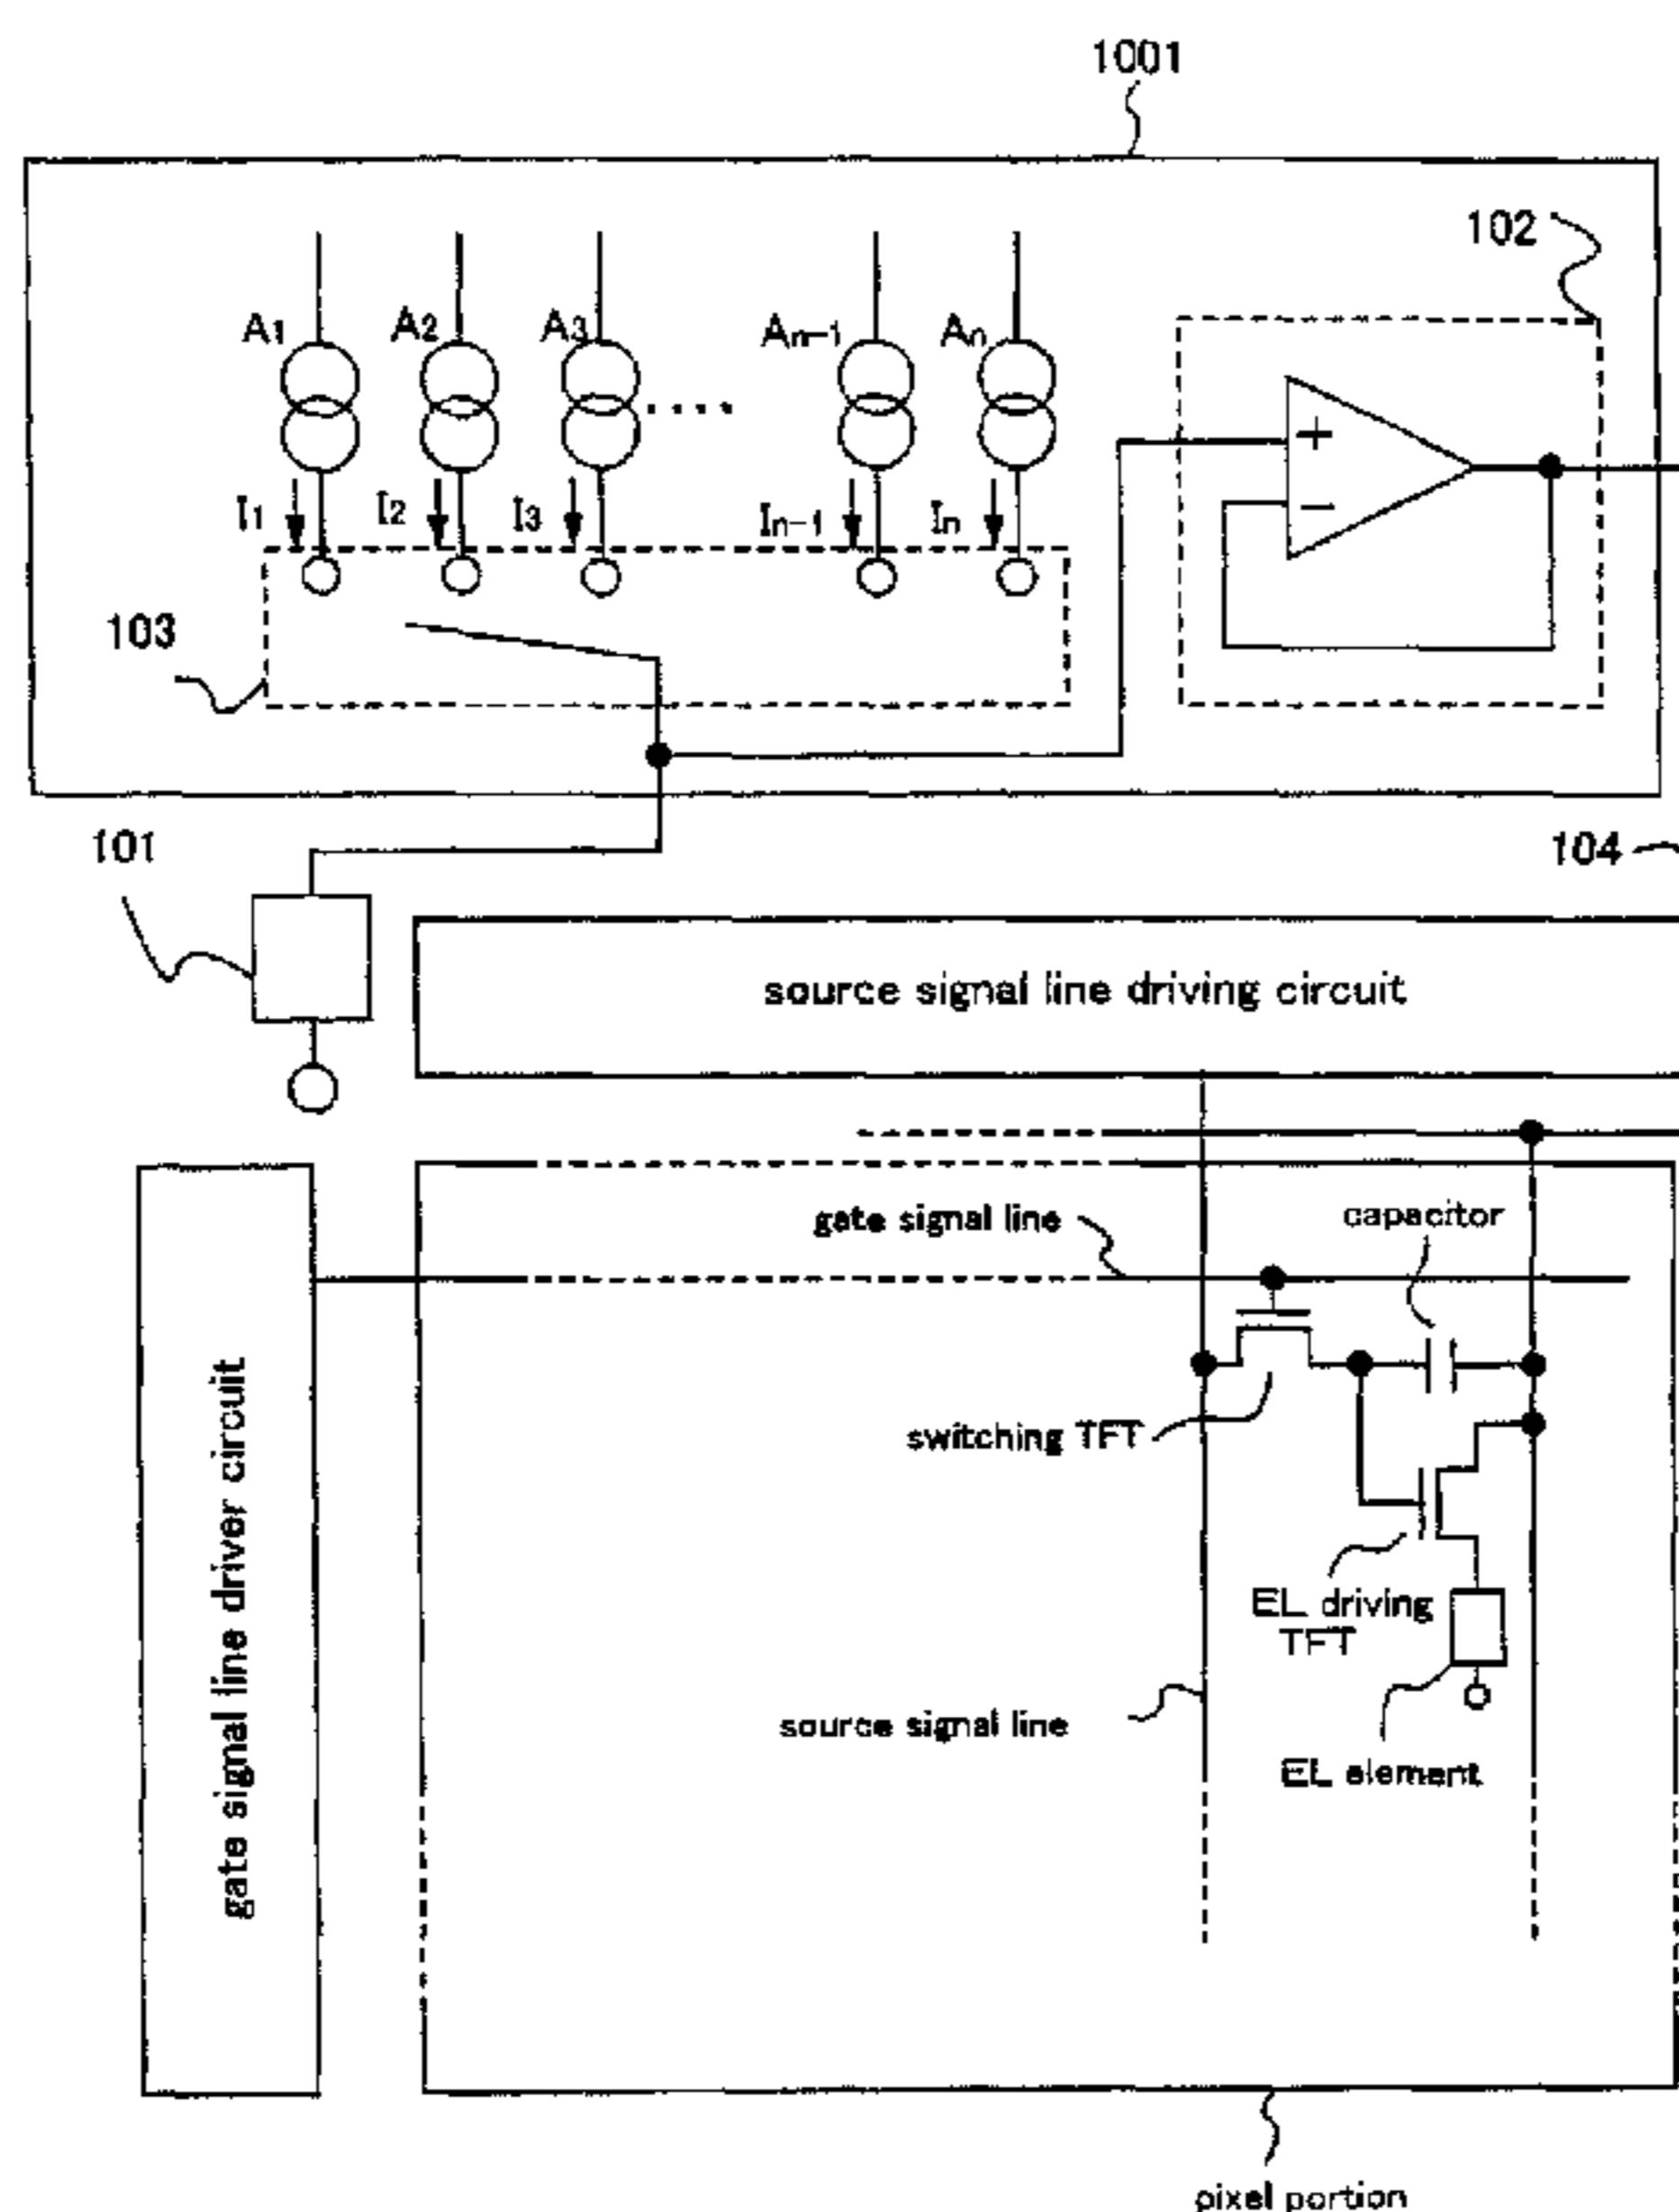 1001
102
A1 A2 A3 An-1 An
+
I1 I2 I3 In-1 In
−
103
101
104
source signal line driving circuit
gate signal line
capacitor
switching TFT
gate signal line driver circuit
EL driving
TFT
source signal line
EL element
pixel portion